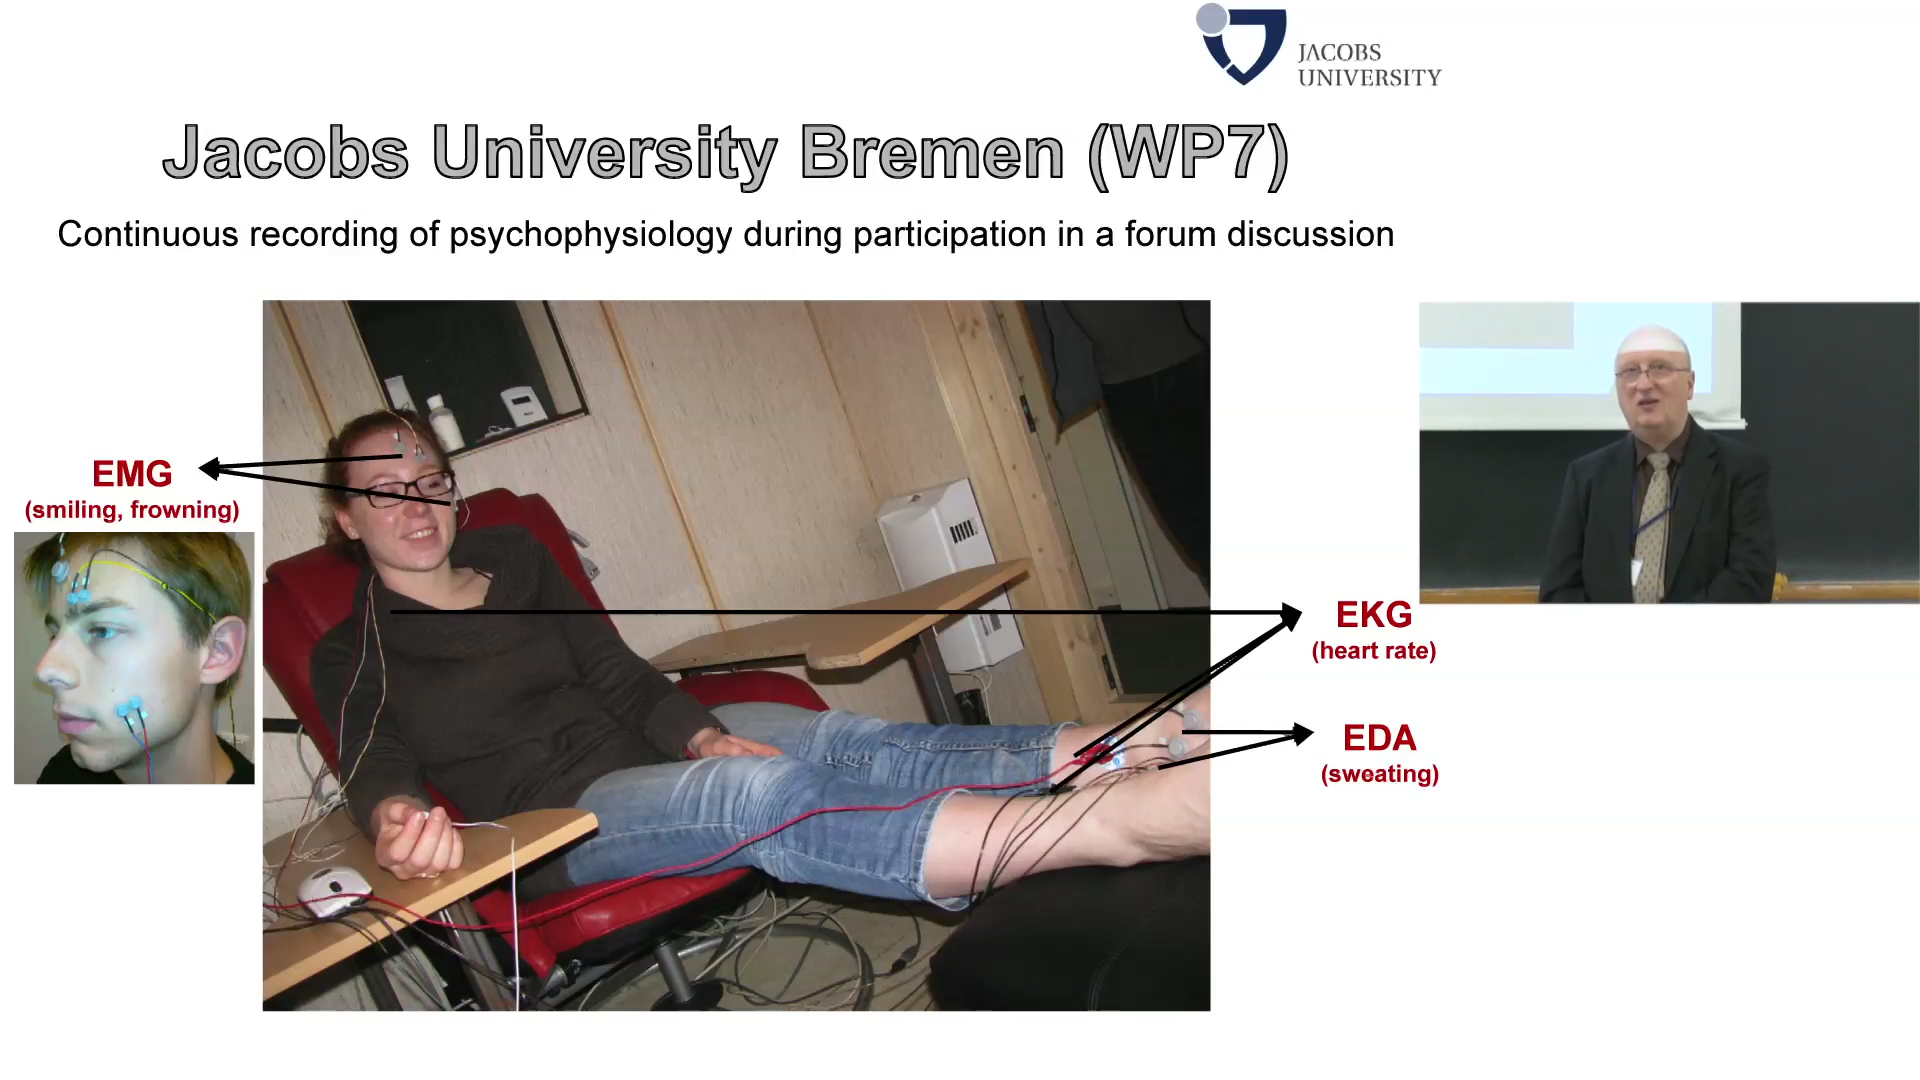 JACOBS
UNIVERSITY
Jacobs University Bremen (WP7)
Continuous recording of psychophysiology during participation in a forum discussion
EMG
(smiling, frowning)
EKG
(heart rate)
EDA
(sweating)